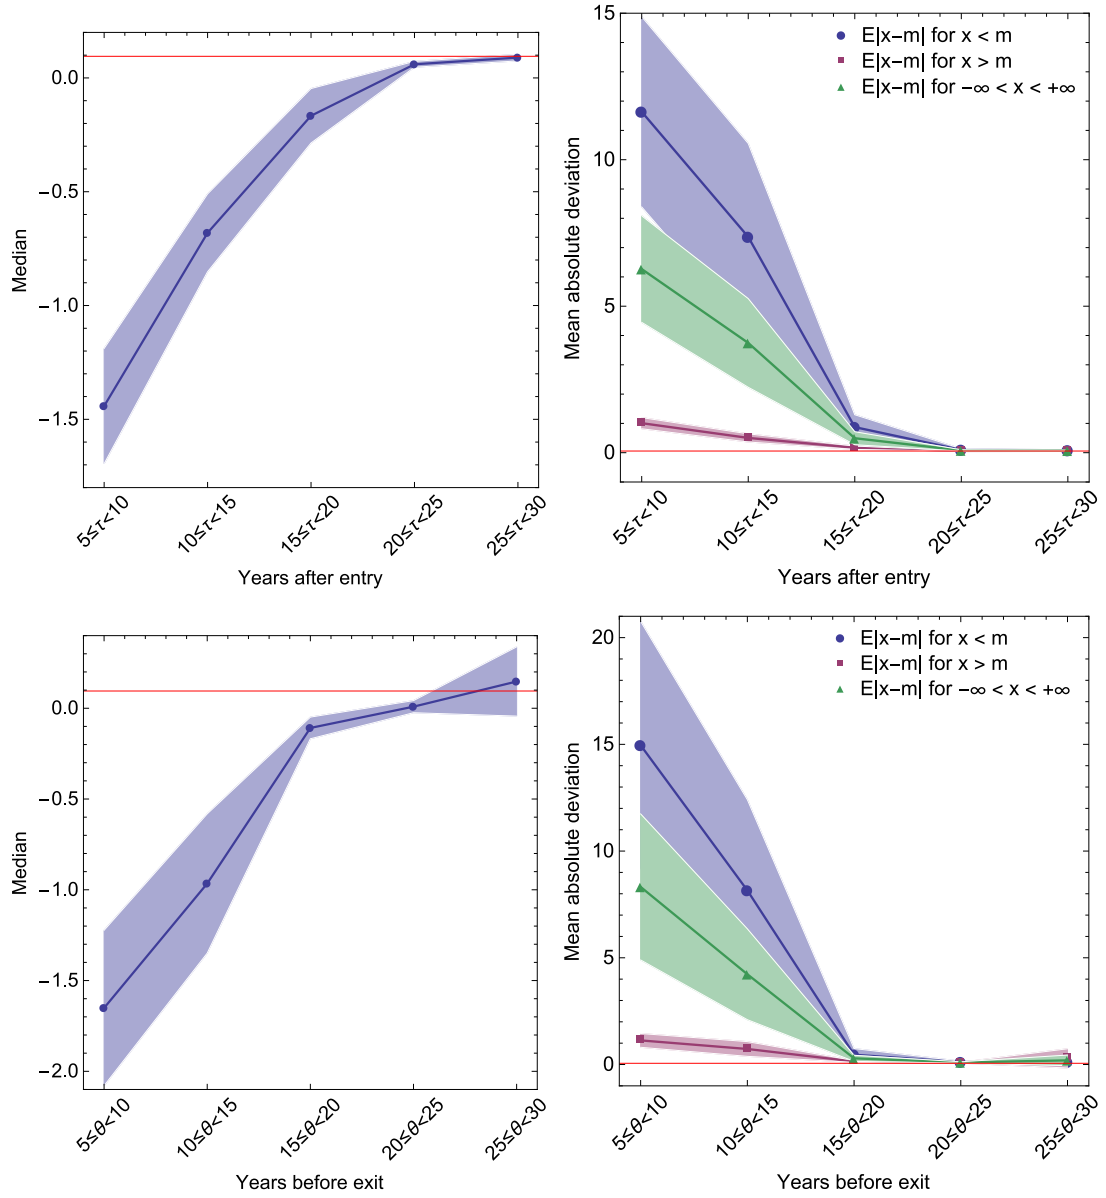 0.0
−0.5
−1.0
−1.5
Median
5≤τ<10
10≤τ<15
15≤τ<20
20≤τ<25
25≤τ<30
Years after entry
15
10
5
0
Mean absolute deviation
E|x−m| for x < m
E|x−m| for x > m
E|x−m| for −∞ < x < +∞
5≤τ<10
10≤τ<15
15≤τ<20
20≤τ<25
25≤τ<30
Years after entry
0.0
−0.5
−1.0
−1.5
−2.0
Median
5≤θ<10
10≤θ<15
15≤θ<20
20≤θ<25
25≤θ<30
Years before exit
20
15
10
5
0
Mean absolute deviation
E|x−m| for x < m
E|x−m| for x > m
E|x−m| for −∞ < x < +∞
5≤θ<10
10≤θ<15
15≤θ<20
20≤θ<25
25≤θ<30
Years before exit